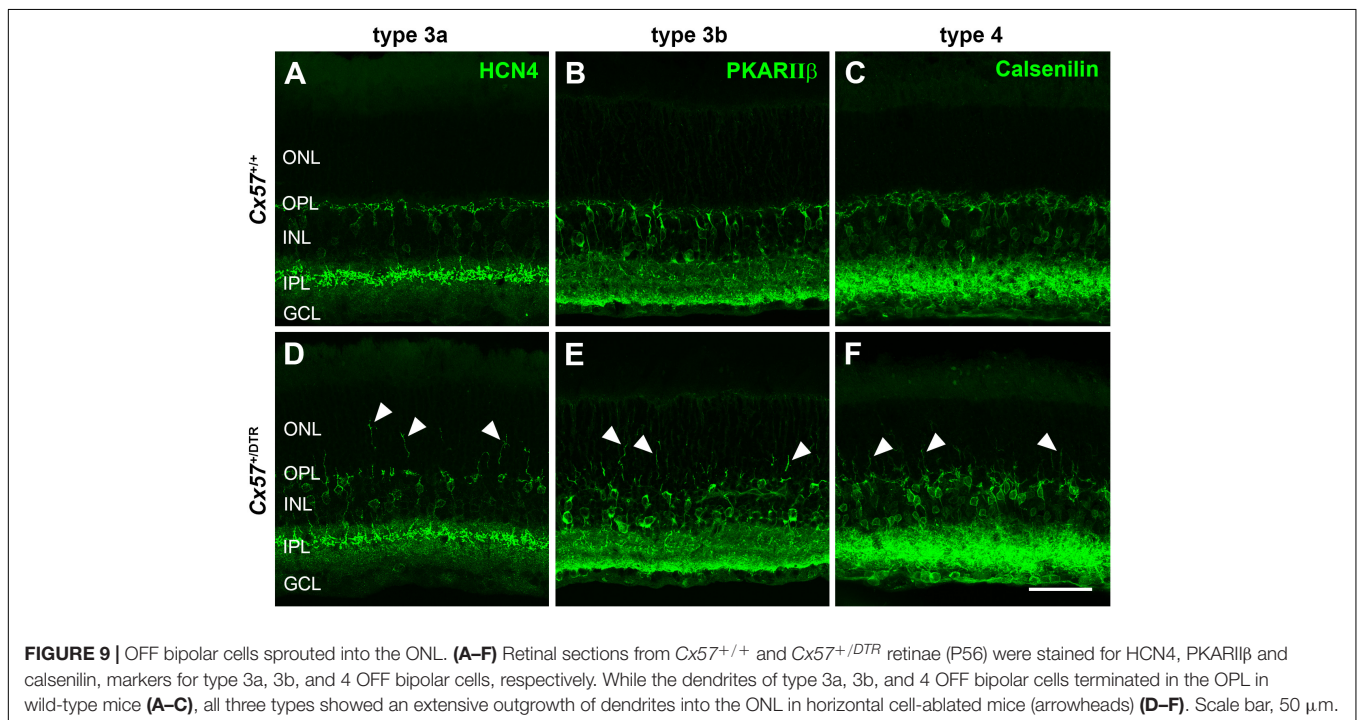 type 3a type 3b type 4
A HCN4 B PKARIIβ C Calsenilin
Cx57+/+
ONL
OPL
INL
IPL
GCL
D E F
Cx57+/DTR
ONL
OPL
INL
IPL
GCL
FIGURE 9 | OFF bipolar cells sprouted into the ONL. (A–F) Retinal sections from Cx57+/+ and Cx57+/DTR retinae (P56) were stained for HCN4, PKARIIβ and
calsenilin, markers for type 3a, 3b, and 4 OFF bipolar cells, respectively. While the dendrites of type 3a, 3b, and 4 OFF bipolar cells terminated in the OPL in
wild-type mice (A–C), all three types showed an extensive outgrowth of dendrites into the ONL in horizontal cell-ablated mice (arrowheads) (D–F). Scale bar, 50 μm.